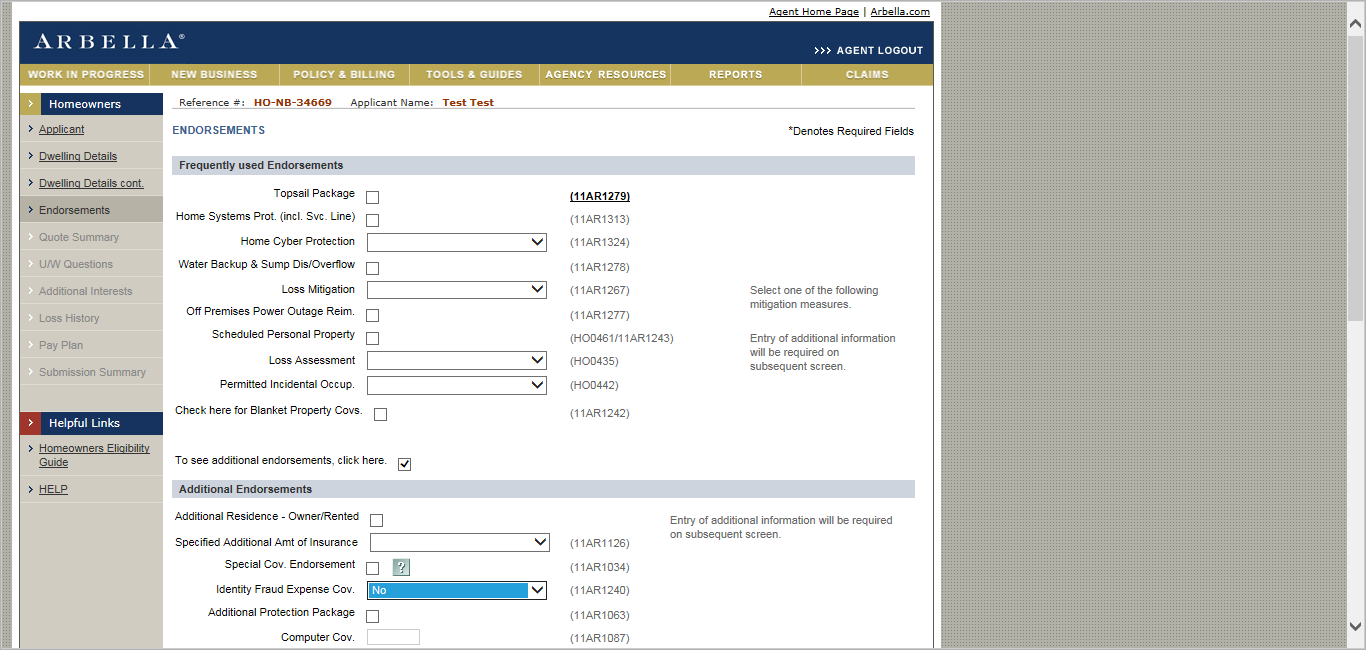 Agent Home Page | Arbella.com
ARBELLA®
>>> AGENT LOGOUT
WORK IN PROGRESS NEW BUSINESS POLICY & BILLING TOOLS & GUIDES AGENCY RESOURCES REPORTS CLAIMS
Homeowners
Applicant
Dwelling Details
Dwelling Details cont.
Endorsements
Quote Summary
U/W Questions
Additional Interests
Loss History
Pay Plan
Submission Summary
Helpful Links
Homeowners Eligibility
Guide
HELP
Reference #: HO-NB-34669 Applicant Name: Test Test
ENDORSEMENTS
*Denotes Required Fields
Frequently used Endorsements
Topsail Package (11AR1279)
Home Systems Prot. (incl. Svc. Line) (11AR1313)
Home Cyber Protection (11AR1324)
Water Backup & Sump Dis/Overflow (11AR1278)
Loss Mitigation (11AR1267) Select one of the following
mitigation measures.
Off Premises Power Outage Reim. (11AR1277)
Scheduled Personal Property (HO0461/11AR1243) Entry of additional information
will be required on
subsequent screen.
Loss Assessment (HO0435)
Permitted Incidental Occup. (HO0442)
Check here for Blanket Property Covs. (11AR1242)
To see additional endorsements, click here.
Additional Endorsements
Additional Residence - Owner/Rented Entry of additional information will be required
on subsequent screen.
Specified Additional Amt of Insurance (11AR1126)
Special Cov. Endorsement ? (11AR1034)
Identity Fraud Expense Cov. No (11AR1240)
Additional Protection Package (11AR1063)
Computer Cov. (11AR1087)